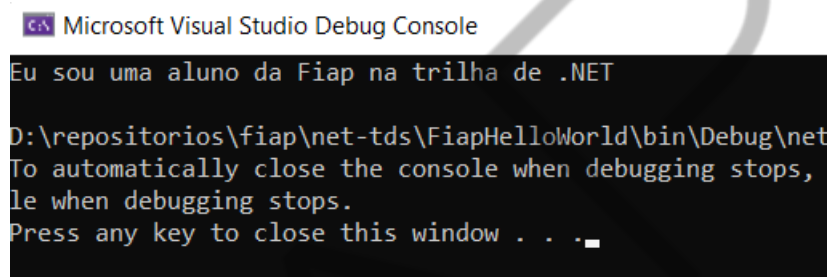 Microsoft Visual Studio Debug Console
Eu sou uma aluno da Fiap na trilha de .NET
D:\repositorios\fiap\net-tds\FiapHelloWorld\bin\Debug\net
To automatically close the console when debugging stops,
le when debugging stops.
Press any key to close this window . . .